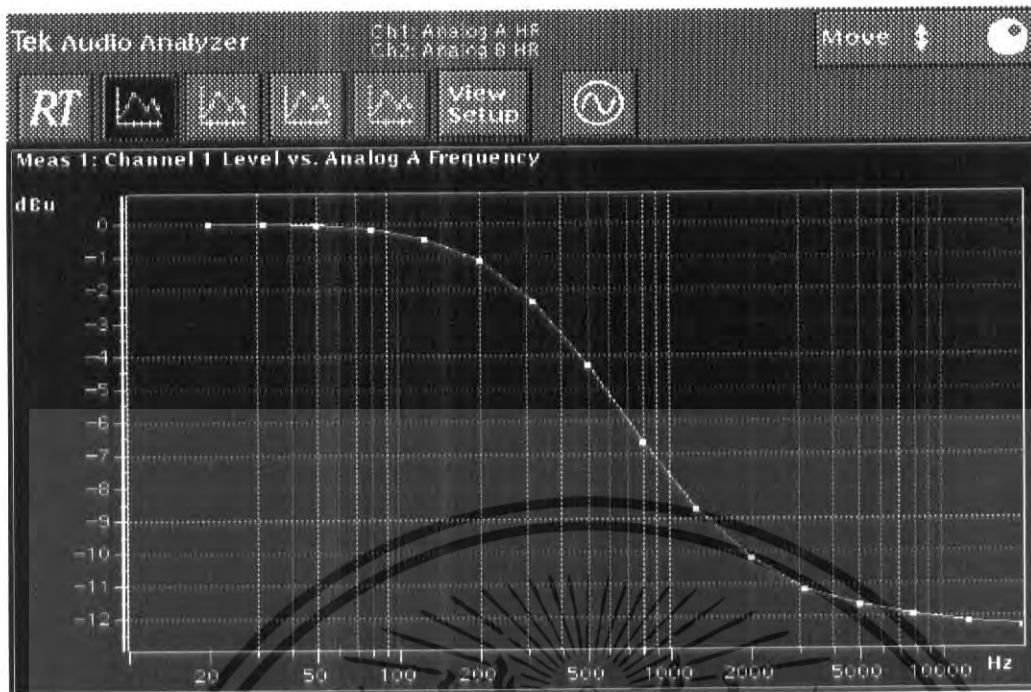 Tek Audio Analyzer
Ch1: Analog A HR
Ch2: Analog B HR
Move
RT
View
Setup
Meas 1: Channel 1 Level vs. Analog A Frequency
dBu
0
-1
-2
-3
-4
-5
-6
-7
-8
-9
-10
-11
-12
20 50 100 200 500 1000 2000 5000 10000 Hz